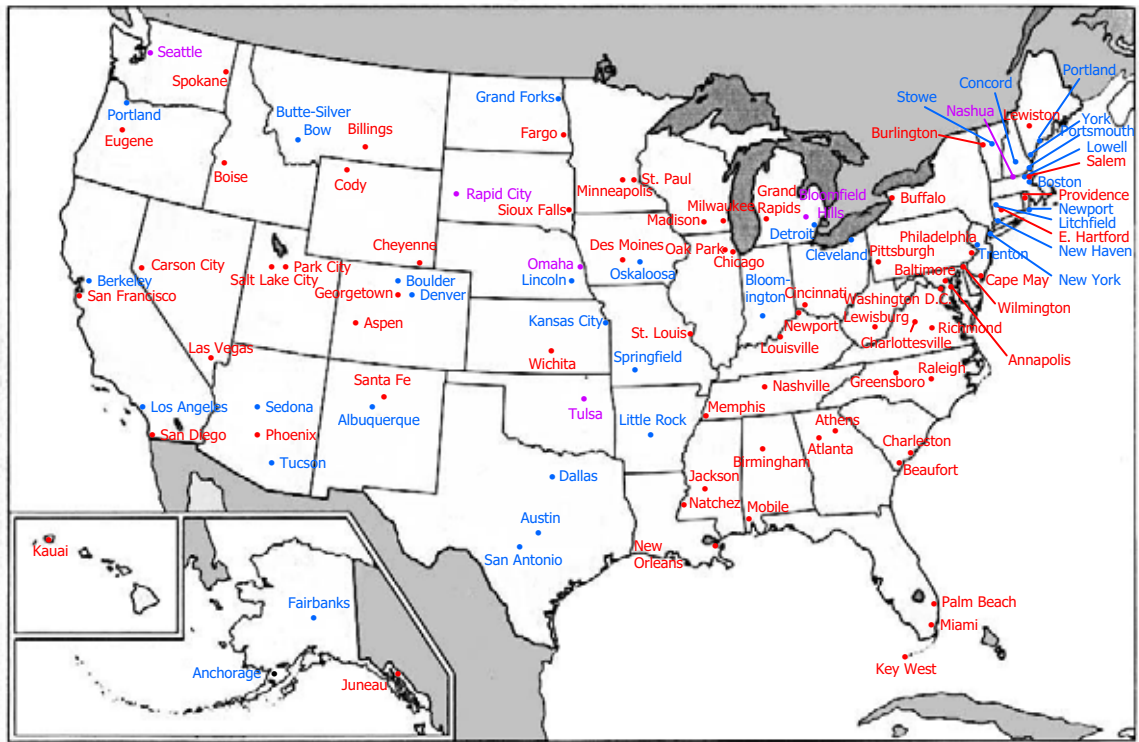 Seattle
Spokane
Portland
Eugene
Boise
Butte-Silver
Bow
Billings
Cody
Grand Forks
Fargo
Rapid City
Sioux Falls
Minneapolis
St. Paul
Madison
Milwaukee
Grand
Rapids
Bloomfield
Hills
Detroit
Stowe
Concord
Nashua
Burlington
Lewiston
Portland
York
Portsmouth
Lowell
Salem
Boston
Providence
Newport
Litchfield
E. Hartford
New Haven
New York
Buffalo
Philadelphia
Trenton
Pittsburgh
Baltimore
Cape May
Wilmington
Annapolis
Washington D.C.
Lewisburg
Charlottesville
Richmond
Cleveland
Cincinnati
Newport
Louisville
Bloom-
ington
Oak Park
Chicago
Des Moines
Oskaloosa
Omaha
Lincoln
Kansas City
St. Louis
Springfield
Wichita
Cheyenne
Boulder
Georgetown
Denver
Aspen
Salt Lake City
Park City
Carson City
Berkeley
San Francisco
Las Vegas
Los Angeles
San Diego
Sedona
Phoenix
Tucson
Santa Fe
Albuquerque
Tulsa
Little Rock
Memphis
Nashville
Greensboro
Raleigh
Athens
Atlanta
Charleston
Beaufort
Birmingham
Jackson
Natchez
Mobile
New
Orleans
Dallas
Austin
San Antonio
Palm Beach
Miami
Key West
Kauai
Fairbanks
Anchorage
Juneau